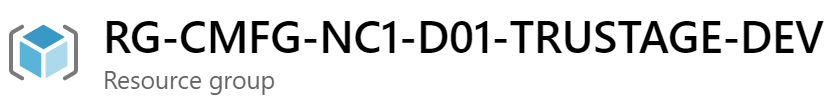 RG-CMFG-NC1-D01-TRUSTAGE-DEV
Resource group